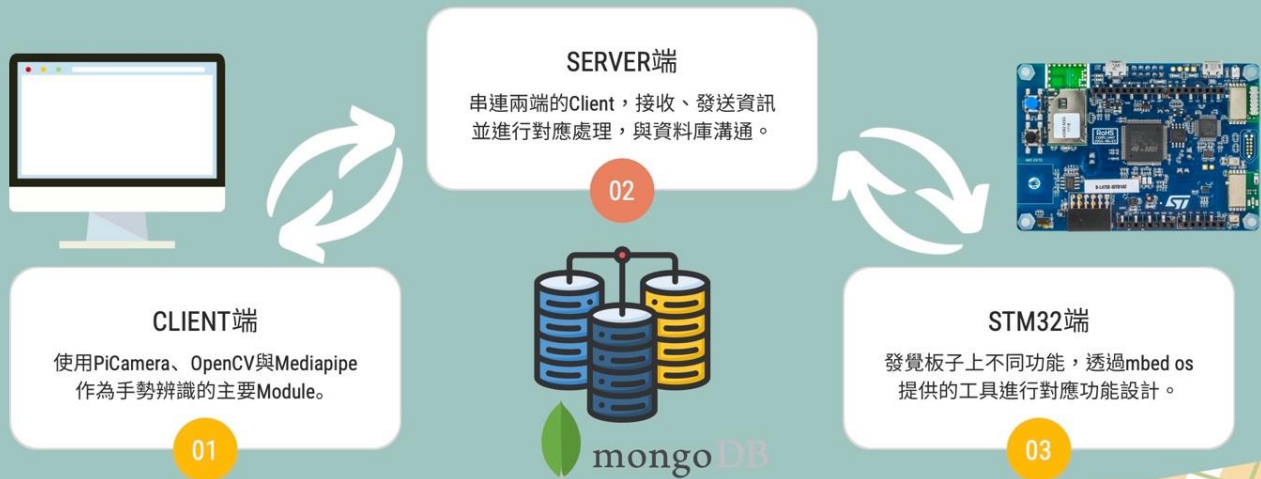 SERVER端
串連兩端的Client，接收、發送資訊
並進行對應處理，與資料庫溝通。
02
CLIENT端
使用PiCamera、OpenCV與Mediapipe
作為手勢辨識的主要Module。
01
mongoDB
STM32端
發覺板子上不同功能，透過mbed os
提供的工具進行對應功能設計。
03
RoHS